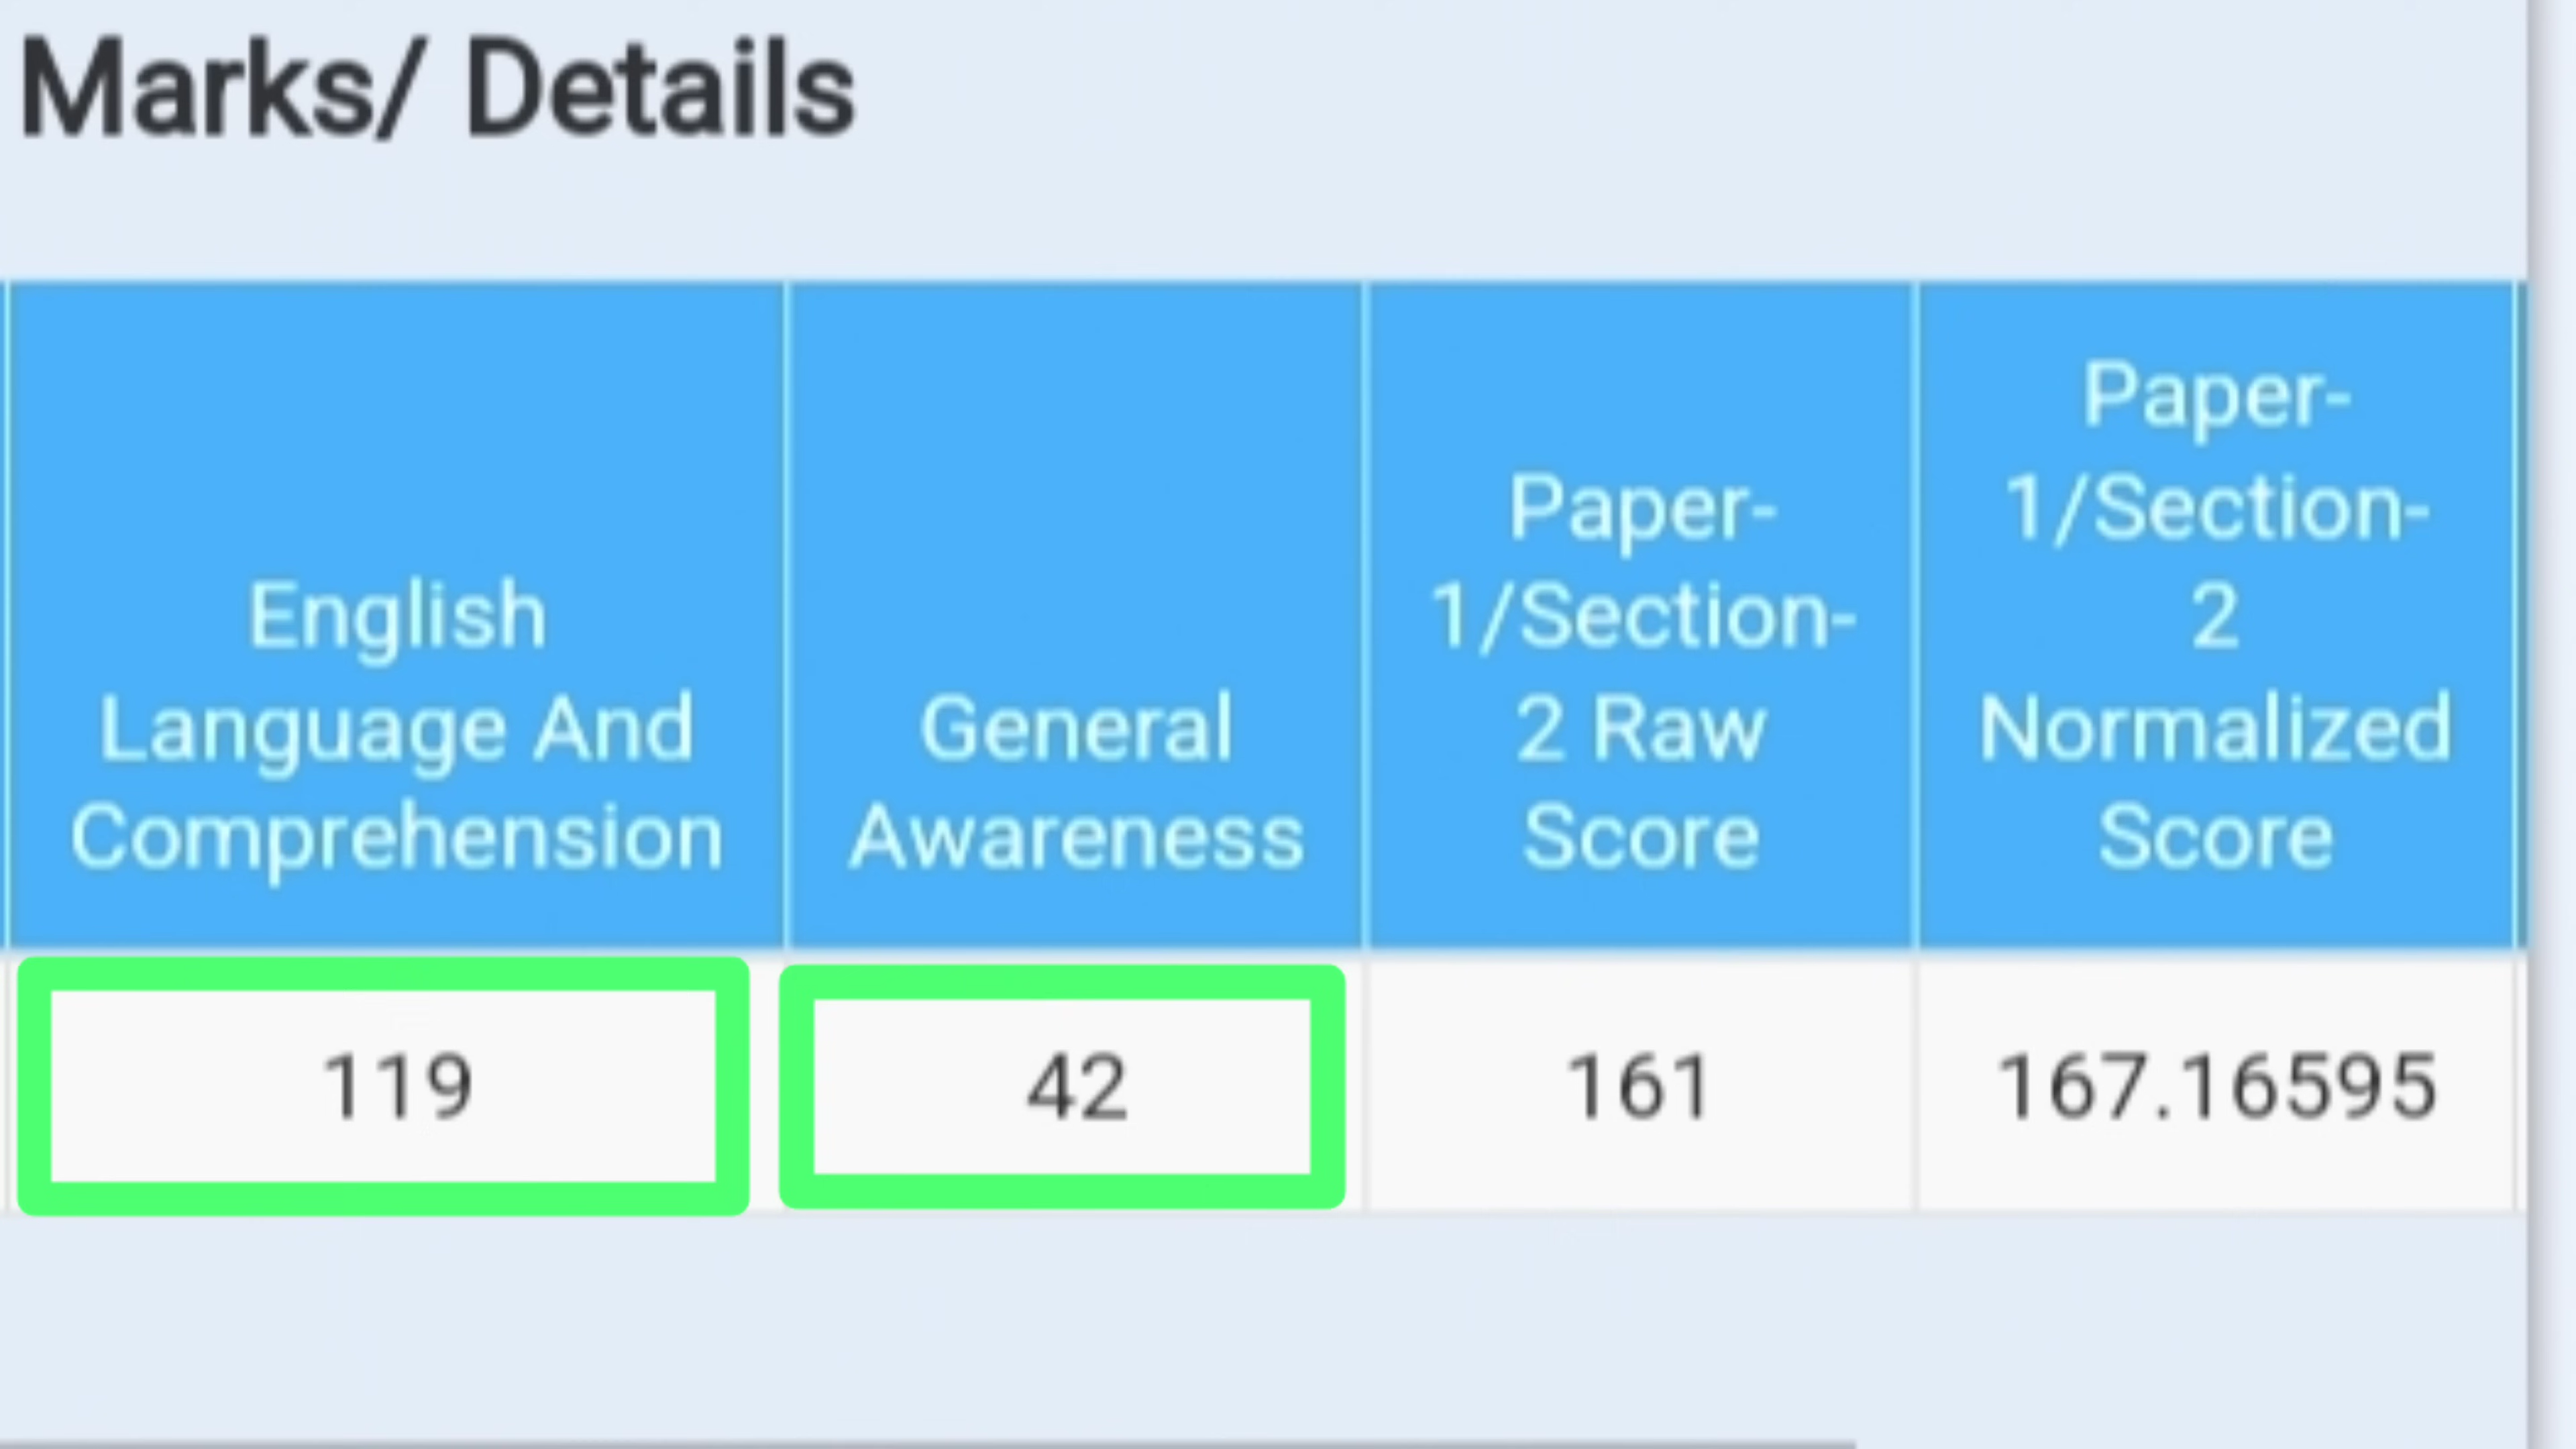 Marks/ Details
English
Language And
Comprehension
General
Awareness
Paper-
1/Section-
2 Raw
Score
Paper-
1/Section-
2
Normalized
Score
119
42
161
167.16595